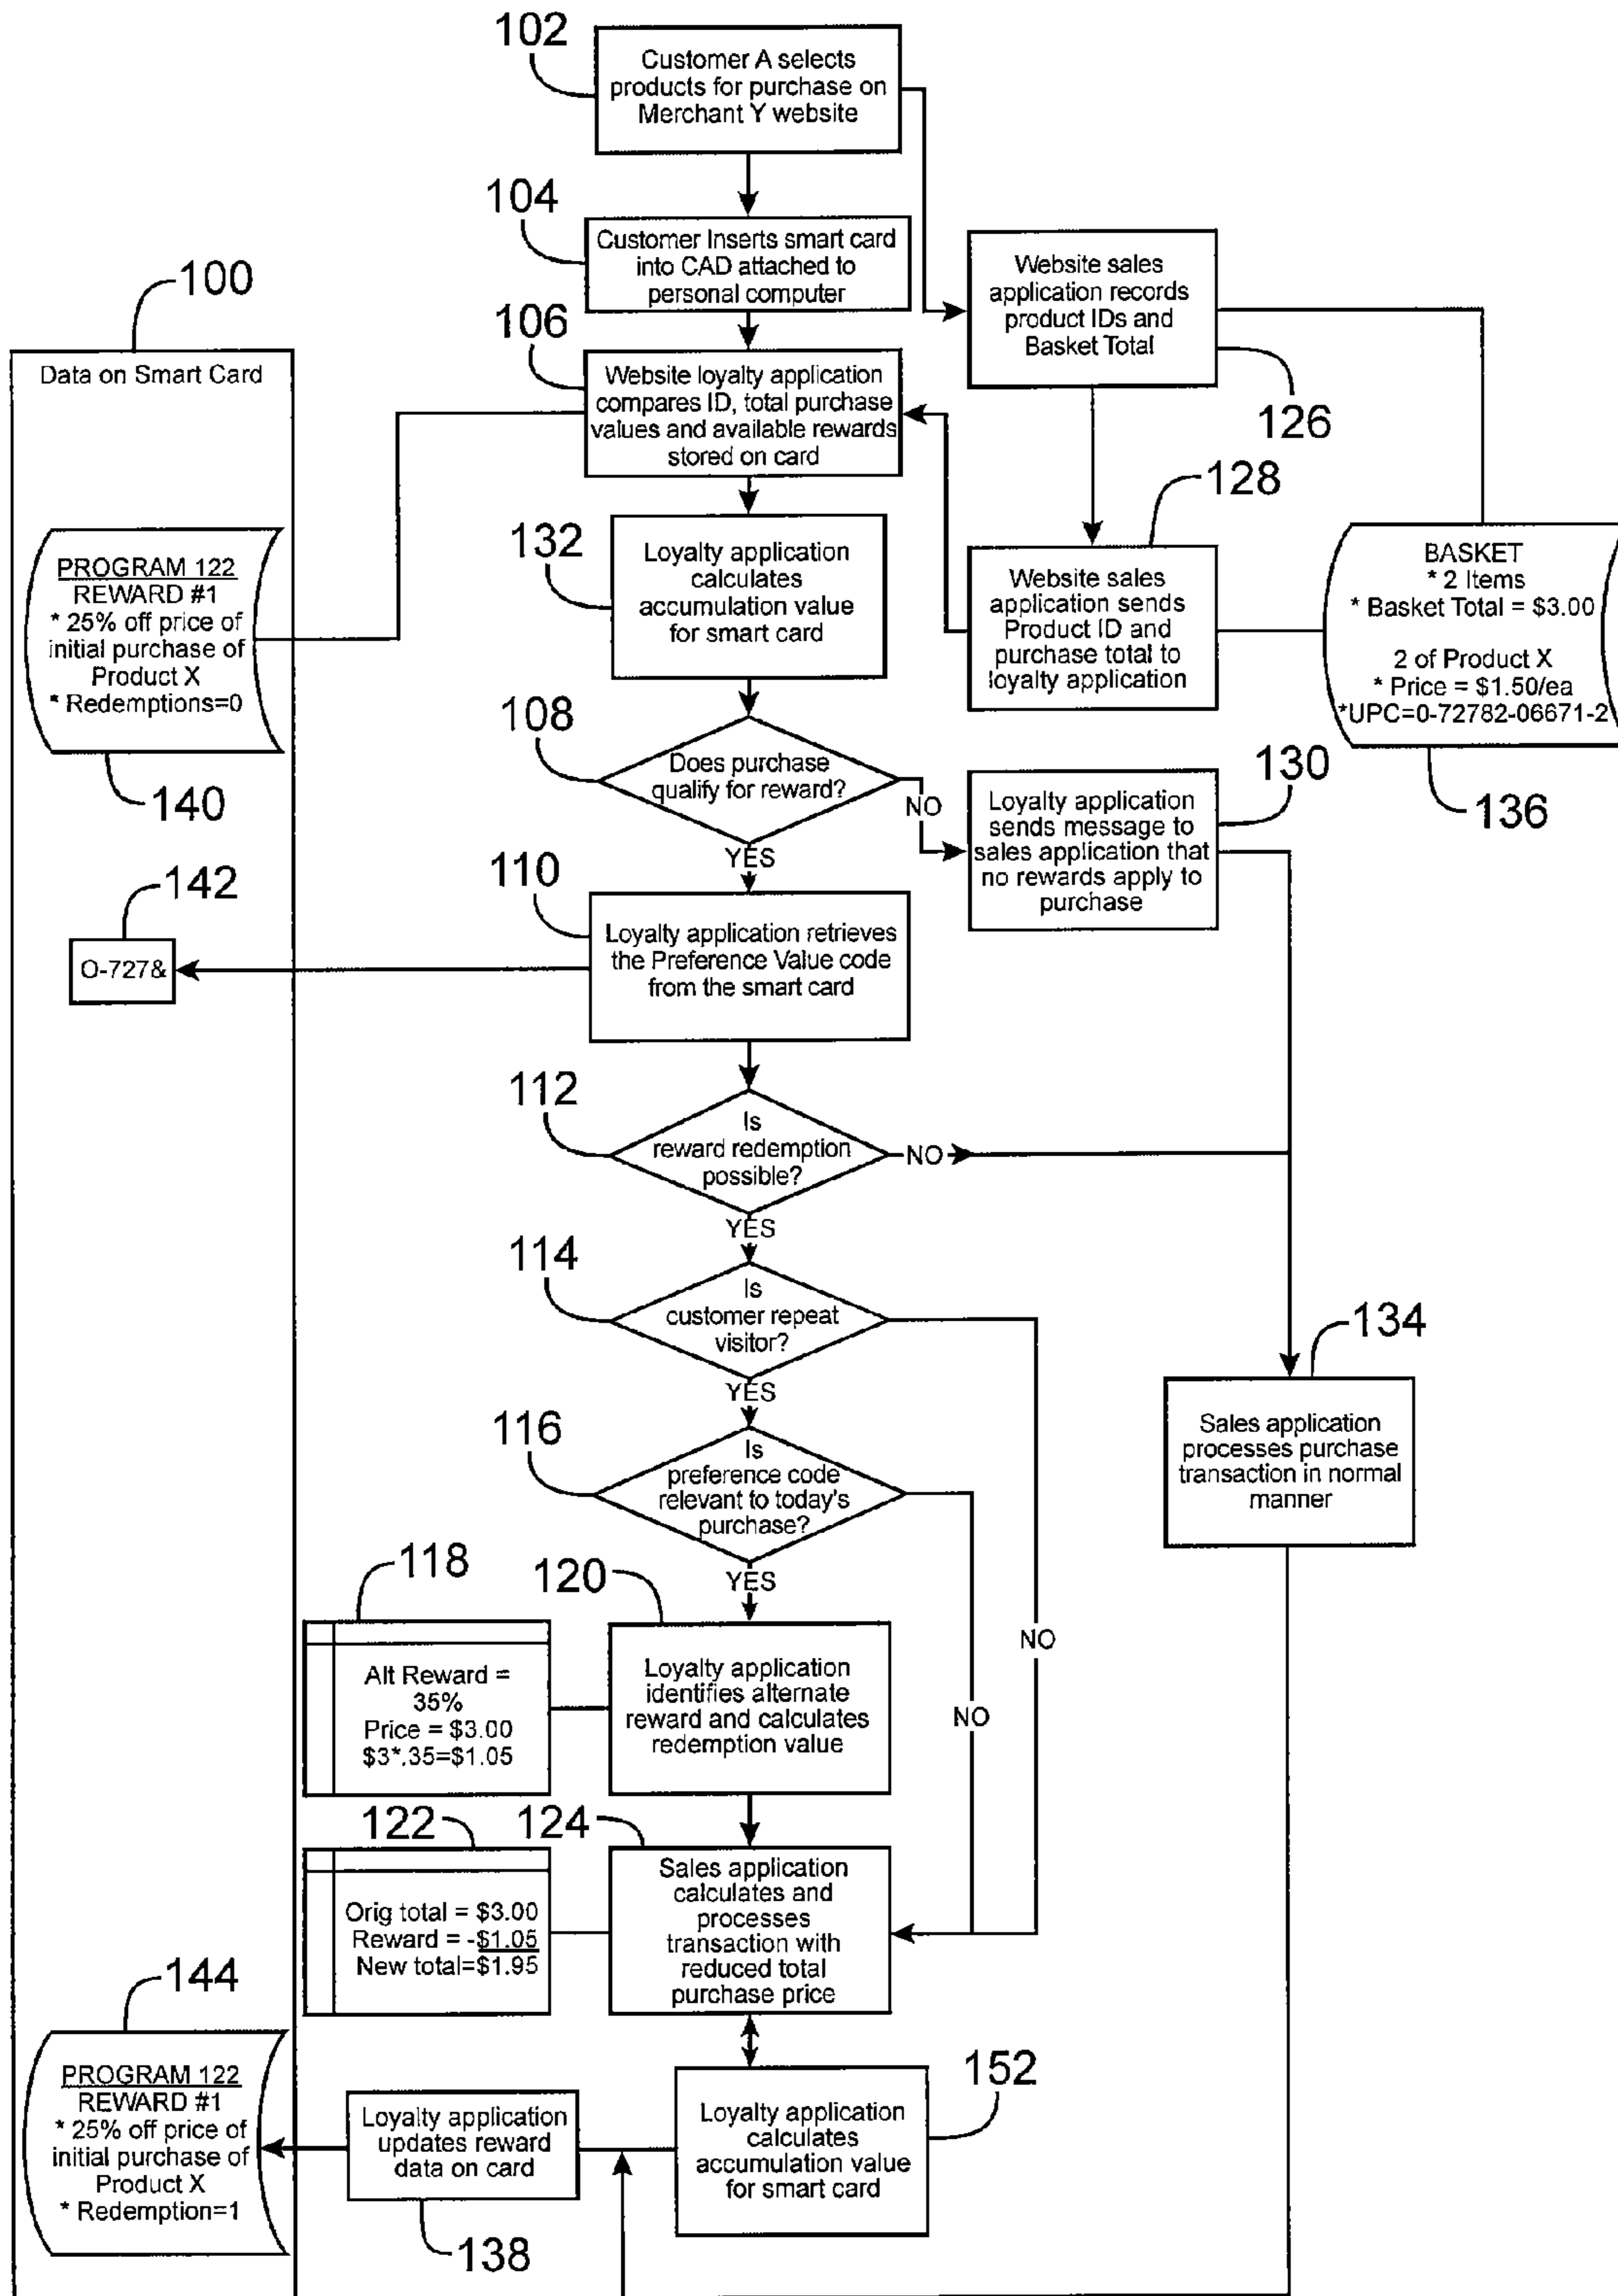 102
Customer A selects
products for purchase on
Merchant Y website
104
Customer Inserts smart card
into CAD attached to
personal computer
Website sales
application records
product IDs and
Basket Total
126
100
Data on Smart Card
106
Website loyalty application
compares ID, total purchase
values and available rewards
stored on card
128
Website sales
application sends
Product ID and
purchase total to
loyalty application
BASKET
* 2 Items
* Basket Total = $3.00
2 of Product X
* Price = $1.50/ea
*UPC=0-72782-06671-2
136
PROGRAM 122
REWARD #1
* 25% off price of
initial purchase of
Product X
* Redemptions=0
140
132
Loyalty application
calculates
accumulation value
for smart card
108
Does purchase
qualify for reward?
NO
YES
130
Loyalty application
sends message to
sales application that
no rewards apply to
purchase
142
O-727&
110
Loyalty application retrieves
the Preference Value code
from the smart card
112
Is
reward redemption
possible?
NO
YES
114
Is
customer repeat
visitor?
YES
134
Sales application
processes purchase
transaction in normal
manner
116
Is
preference code
relevant to today's
purchase?
YES
NO
NO
118
Alt Reward =
35%
Price = $3.00
$3*.35=$1.05
120
Loyalty application
identifies alternate
reward and calculates
redemption value
122
Orig total = $3.00
Reward = -$1.05
New total=$1.95
124
Sales application
calculates and
processes
transaction with
reduced total
purchase price
144
PROGRAM 122
REWARD #1
* 25% off price of
initial purchase of
Product X
* Redemption=1
Loyalty application
updates reward
data on card
138
152
Loyalty application
calculates
accumulation value
for smart card